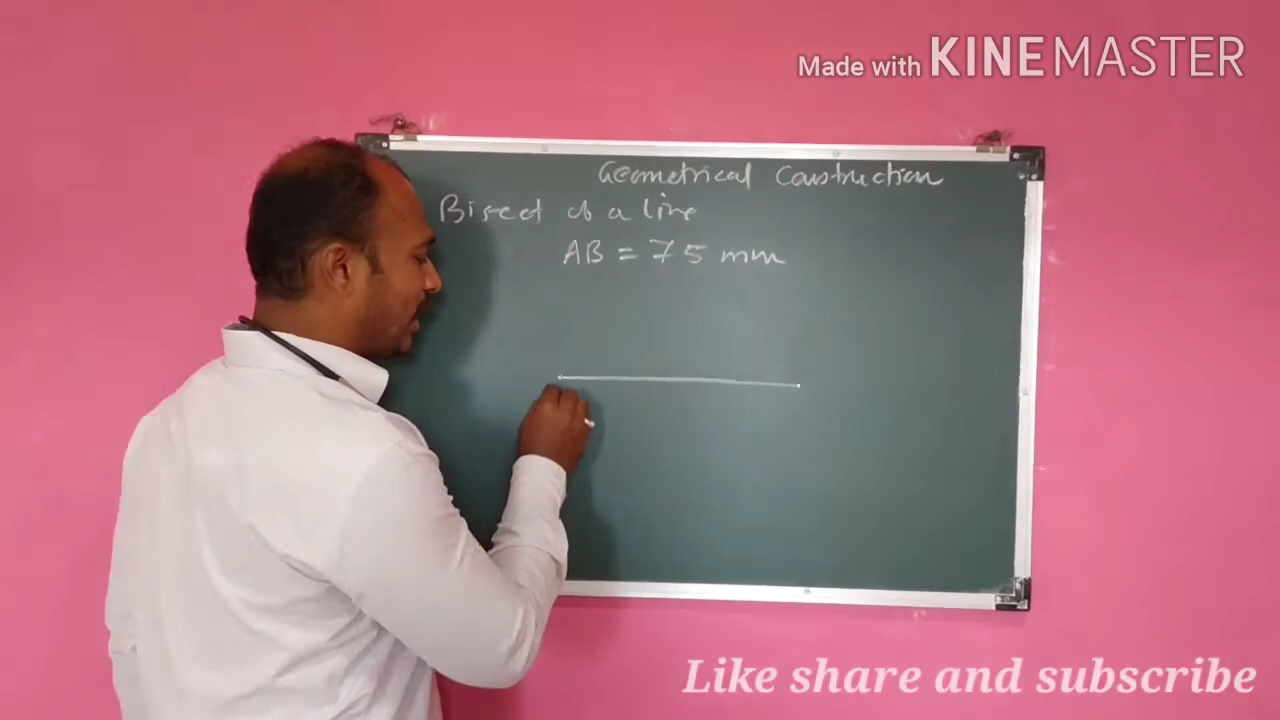 Made with KINEMASTER
Geometrical Construction
Bisect of a line
AB = 75 mm
Like share and subscribe